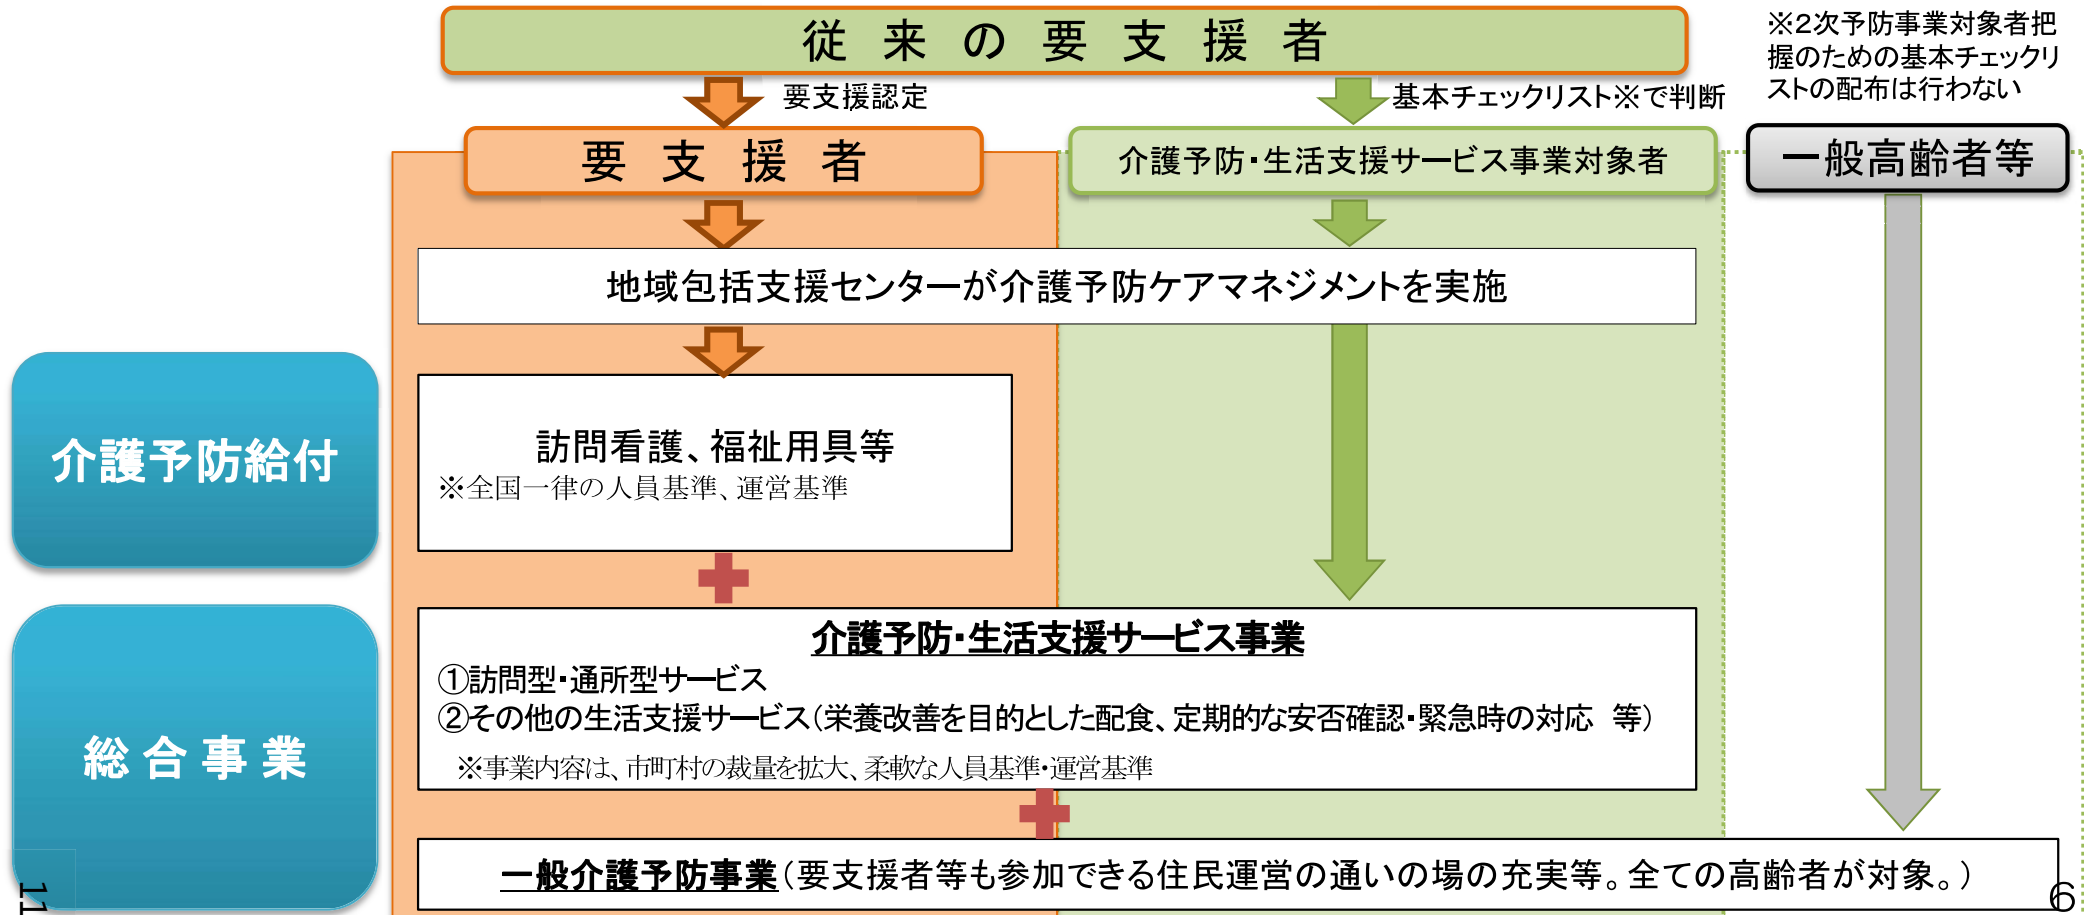 従来の要支援者
※2次予防事業対象者把
握のための基本チェックリ
ストの配布は行わない
要支援認定
基本チェックリスト※で判断
要支援者
介護予防・生活支援サービス事業対象者
一般高齢者等
地域包括支援センターが介護予防ケアマネジメントを実施
介護予防給付
訪問看護、福祉用具等
※全国一律の人員基準、運営基準
総合事業
介護予防・生活支援サービス事業
①訪問型・通所型サービス
②その他の生活支援サービス(栄養改善を目的とした配食、定期的な安否確認・緊急時の対応 等)
※事業内容は、市町村の裁量を拡大、柔軟な人員基準・運営基準
一般介護予防事業(要支援者等も参加できる住民運営の通いの場の充実等。全ての高齢者が対象。)
11
6